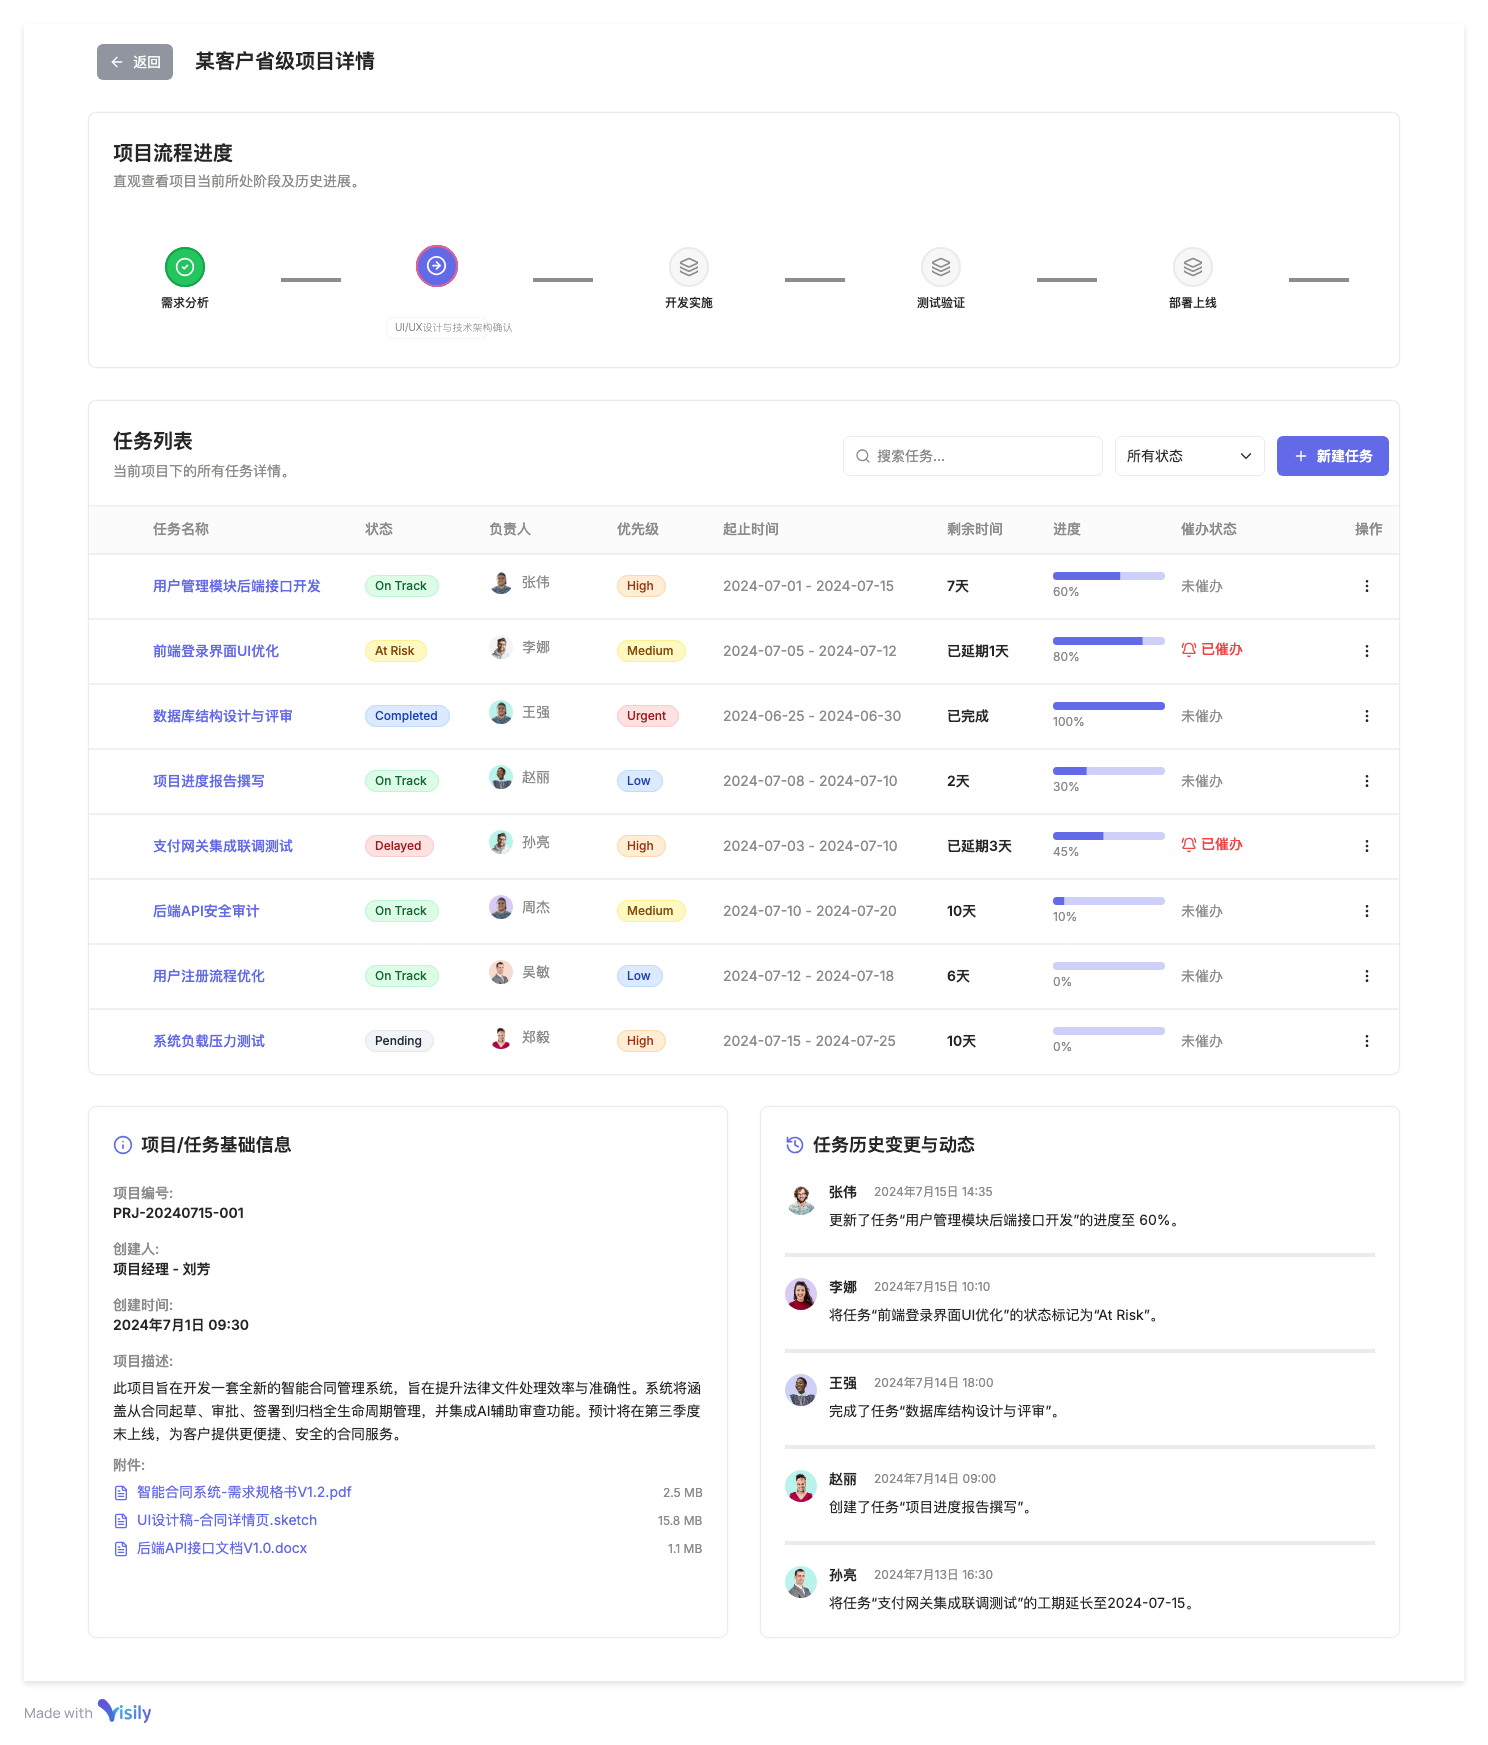 返回
某客户省级项目详情
项目流程进度
直观查看项目当前所处阶段及历史进展。
需求分析
开发实施
测试验证
部署上线
UI/UX设计与技术架构确认
任务列表
当前项目下的所有任务详情。
搜索任务...
所有状态
新建任务
任务名称 状态 负责人 优先级 起止时间 剩余时间 进度 催办状态 操作
用户管理模块后端接口开发 On Track 张伟 High 2024-07-01 - 2024-07-15 7天 60% 未催办
前端登录界面UI优化 At Risk 李娜 Medium 2024-07-05 - 2024-07-12 已延期1天 80% 已催办
数据库结构设计与评审 Completed 王强 Urgent 2024-06-25 - 2024-06-30 已完成 100% 未催办
项目进度报告撰写 On Track 赵丽 Low 2024-07-08 - 2024-07-10 2天 30% 未催办
支付网关集成联调测试 Delayed 孙亮 High 2024-07-03 - 2024-07-10 已延期3天 45% 已催办
后端API安全审计 On Track 周杰 Medium 2024-07-10 - 2024-07-20 10天 10% 未催办
用户注册流程优化 On Track 吴敏 Low 2024-07-12 - 2024-07-18 6天 0% 未催办
系统负载压力测试 Pending 郑毅 High 2024-07-15 - 2024-07-25 10天 0% 未催办
项目/任务基础信息
项目编号:
PRJ-20240715-001
创建人:
项目经理 - 刘芳
创建时间:
2024年7月1日 09:30
项目描述:
此项目旨在开发一套全新的智能合同管理系统，旨在提升法律文件处理效率与准确性。系统将涵
盖从合同起草、审批、签署到归档全生命周期管理，并集成AI辅助审查功能。预计将在第三季度
末上线，为客户提供更便捷、安全的合同服务。
附件:
智能合同系统-需求规格书V1.2.pdf 2.5 MB
UI设计稿-合同详情页.sketch 15.8 MB
后端API接口文档V1.0.docx 1.1 MB
任务历史变更与动态
张伟 2024年7月15日 14:35
更新了任务“用户管理模块后端接口开发”的进度至 60%。
李娜 2024年7月15日 10:10
将任务“前端登录界面UI优化”的状态标记为“At Risk”。
王强 2024年7月14日 18:00
完成了任务“数据库结构设计与评审”。
赵丽 2024年7月14日 09:00
创建了任务“项目进度报告撰写”。
孙亮 2024年7月13日 16:30
将任务“支付网关集成联调测试”的工期延长至2024-07-15。
Made with Visily